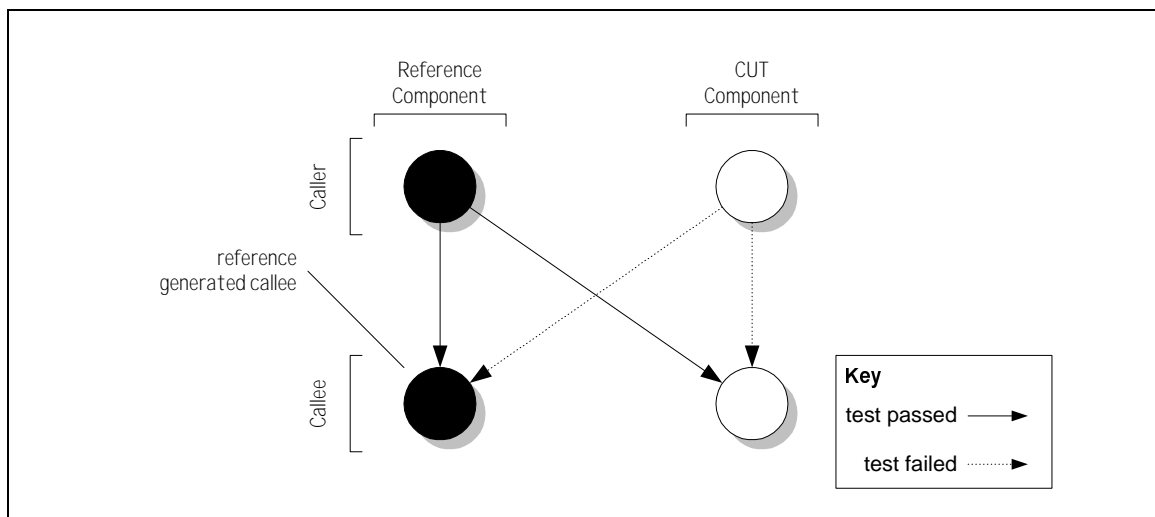 Reference
Component
CUT
Component
Caller
reference
generated callee
Callee
Key
test passed
test failed